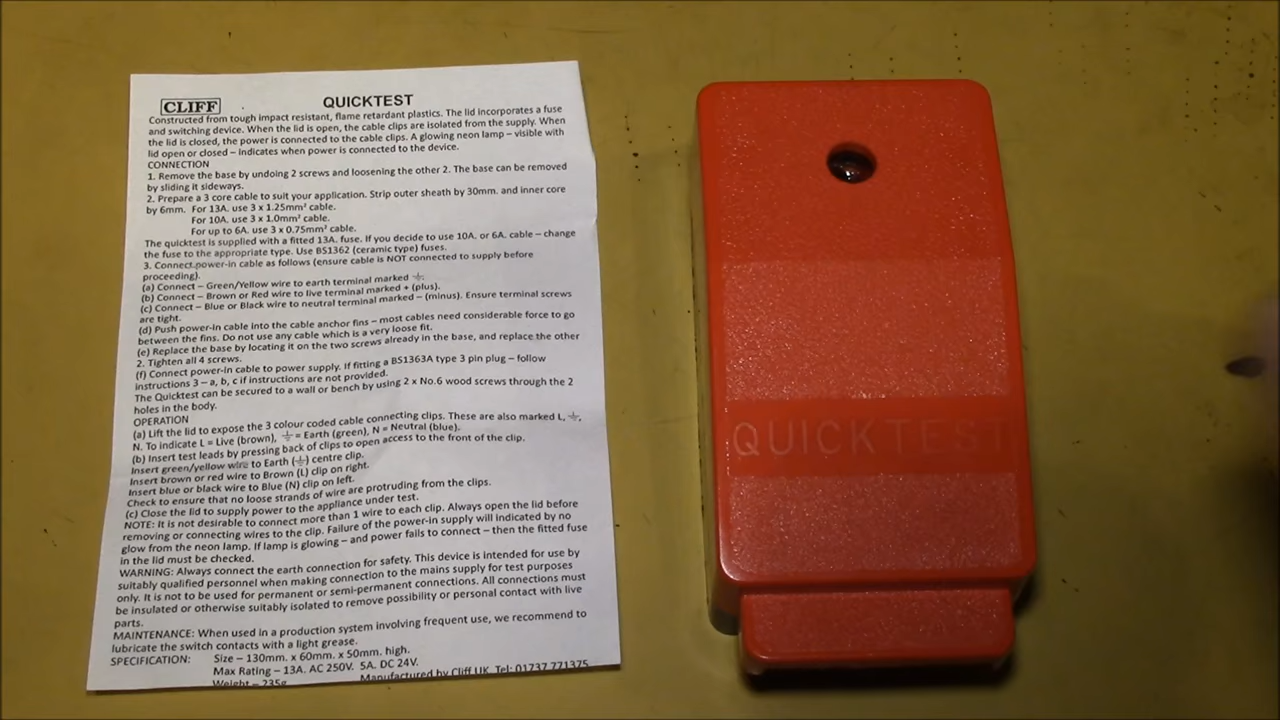 CLIFF
QUICKTEST
Constructed from tough impact resistant, flame retardant plastics. The lid incorporates a fuse
and switching device. When the lid is open, the cable clips are isolated from the supply. When
the lid is closed, the power is connected to the cable clips. A glowing neon lamp – visible with
lid open or closed – indicates when power is connected to the device.
CONNECTION
1. Remove the base by undoing 2 screws and loosening the other 2. The base can be removed
by sliding it sideways.
2. Prepare a 3 core cable to suit your application. Strip outer sheath by 30mm. and inner core
by 6mm. For 13A. use 3 x 1.25mm² cable.
For 10A. use 3 x 1.0mm² cable.
For up to 6A. use 3 x 0.75mm² cable.
The quicktest is supplied with a fitted 13A. fuse. If you decide to use 10A. or 6A. cable – change
the fuse to the appropriate type. Use BS1362 (ceramic type) fuses.
3. Connect power-in cable as follows (ensure cable is NOT connected to supply before
proceeding).
(a) Connect – Green/Yellow wire to earth terminal marked ⏚.
(b) Connect – Brown or Red wire to live terminal marked + (plus).
(c) Connect – Blue or Black wire to neutral terminal marked – (minus). Ensure terminal screws
are tight.
(d) Push power-in cable into the cable anchor fins – most cables need considerable force to go
between the fins. Do not use any cable which is a very loose fit.
(e) Replace the base by locating it on the two screws already in the base, and replace the other
2. Tighten all 4 screws.
(f) Connect power-in cable to power supply. If fitting a BS1363A type 3 pin plug – follow
instructions 3 – a, b, c if instructions are not provided.
The Quicktest can be secured to a wall or bench by using 2 x No.6 wood screws through the 2
holes in the body.
OPERATION
(a) Lift the lid to expose the 3 colour coded cable connecting clips. These are also marked L, ⏚,
N. To indicate L = Live (brown), ⏚ = Earth (green), N = Neutral (blue).
(b) Insert test leads by pressing back of clips to open access to the front of the clip.
Insert green/yellow wire to Earth (⏚) centre clip.
Insert brown or red wire to Brown (L) clip on right.
Insert blue or black wire to Blue (N) clip on left.
Check to ensure that no loose strands of wire are protruding from the clips.
(c) Close the lid to supply power to the appliance under test.
NOTE: It is not desirable to connect more than 1 wire to each clip. Always open the lid before
removing or connecting wires to the clip. Failure of the power-in supply will indicated by no
glow from the neon lamp. If lamp is glowing – and power fails to connect – then the fitted fuse
in the lid must be checked.
WARNING: Always connect the earth connection for safety. This device is intended for use by
suitably qualified personnel when making connection to the mains supply for test purposes
only. It is not to be used for permanent or semi-permanent connections. All connections must
be insulated or otherwise suitably isolated to remove possibility or personal contact with live
parts.
MAINTENANCE: When used in a production system involving frequent use, we recommend to
lubricate the switch contacts with a light grease.
SPECIFICATION: Size – 130mm. x 60mm. x 50mm. high.
Max Rating – 13A. AC 250V. 5A. DC 24V.
Weight – 235g Manufactured by Cliff UK Tel: 01737 771375
QUICKTEST